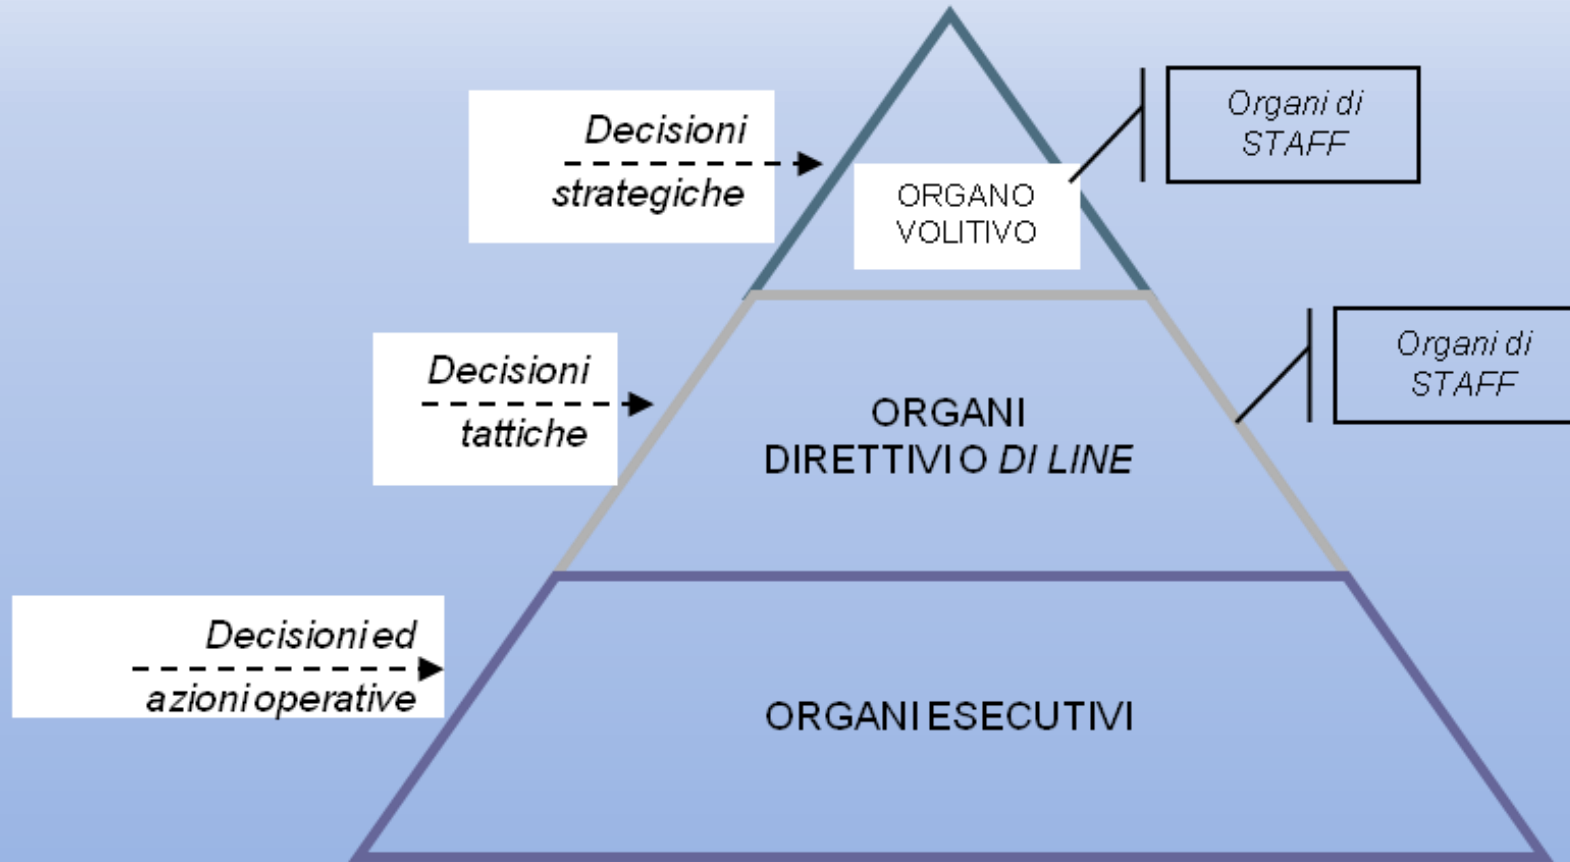 Decisioni
strategiche
ORGANO
VOLITIVO
Organi di
STAFF
Decisioni
tattiche
ORGANI
DIRETTIVI O DI LINE
Organi di
STAFF
Decisioni ed
azioni operative
ORGANI ESECUTIVI